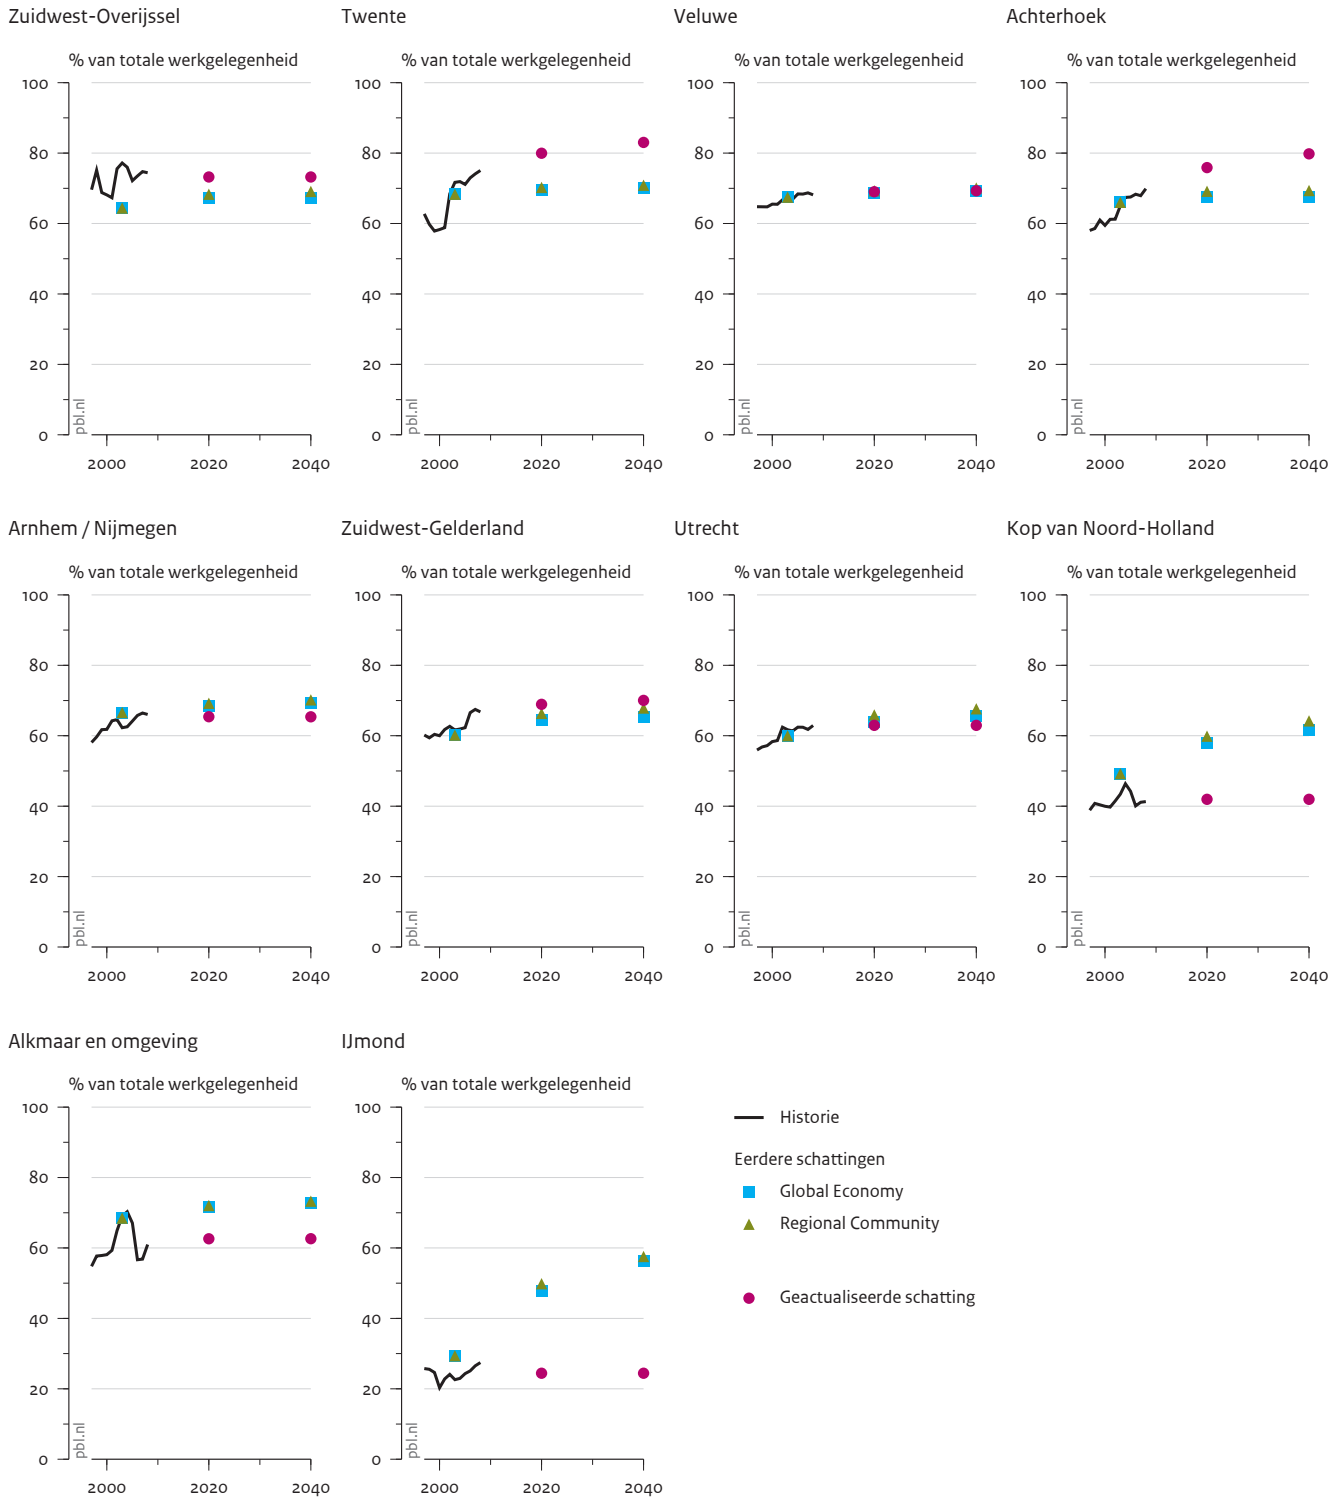 Zuidwest-Overijssel
% van totale werkgelegenheid
100
80
60
40
20
0
pbl.nl
2000 2020 2040
Twente
% van totale werkgelegenheid
100
80
60
40
20
0
pbl.nl
2000 2020 2040
Veluwe
% van totale werkgelegenheid
100
80
60
40
20
0
pbl.nl
2000 2020 2040
Achterhoek
% van totale werkgelegenheid
100
80
60
40
20
0
pbl.nl
2000 2020 2040
Arnhem / Nijmegen
% van totale werkgelegenheid
100
80
60
40
20
0
pbl.nl
2000 2020 2040
Zuidwest-Gelderland
% van totale werkgelegenheid
100
80
60
40
20
0
pbl.nl
2000 2020 2040
Utrecht
% van totale werkgelegenheid
100
80
60
40
20
0
pbl.nl
2000 2020 2040
Kop van Noord-Holland
% van totale werkgelegenheid
100
80
60
40
20
0
pbl.nl
2000 2020 2040
Alkmaar en omgeving
% van totale werkgelegenheid
100
80
60
40
20
0
pbl.nl
2000 2020 2040
IJmond
% van totale werkgelegenheid
100
80
60
40
20
0
pbl.nl
2000 2020 2040
Historie
Eerdere schattingen
Global Economy
Regional Community
Geactualiseerde schatting